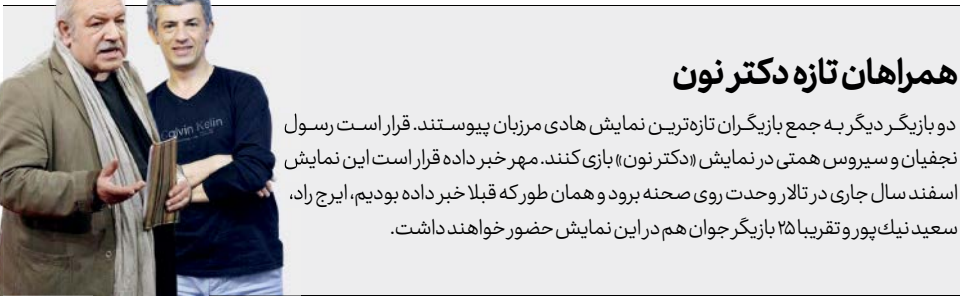 همراهان تازه دکتر نون
دو بازیگر دیگر به جمع بازیگران تازه‌ترین نمایش هادی مرزبان پیوستند. قرار است رسول
نجفیان و سیروس همتی در نمایش «دکتر نون» بازی کنند. مهر خبر داده قرار است این نمایش
اسفند سال جاری در تالار وحدت روی صحنه برود و همان طور که قبلا خبر داده بودیم، ایرج راد،
سعید نیك‌پور و تقریبا ۲۵ بازیگر جوان هم در این نمایش حضور خواهند داشت.
Calvin Kelin